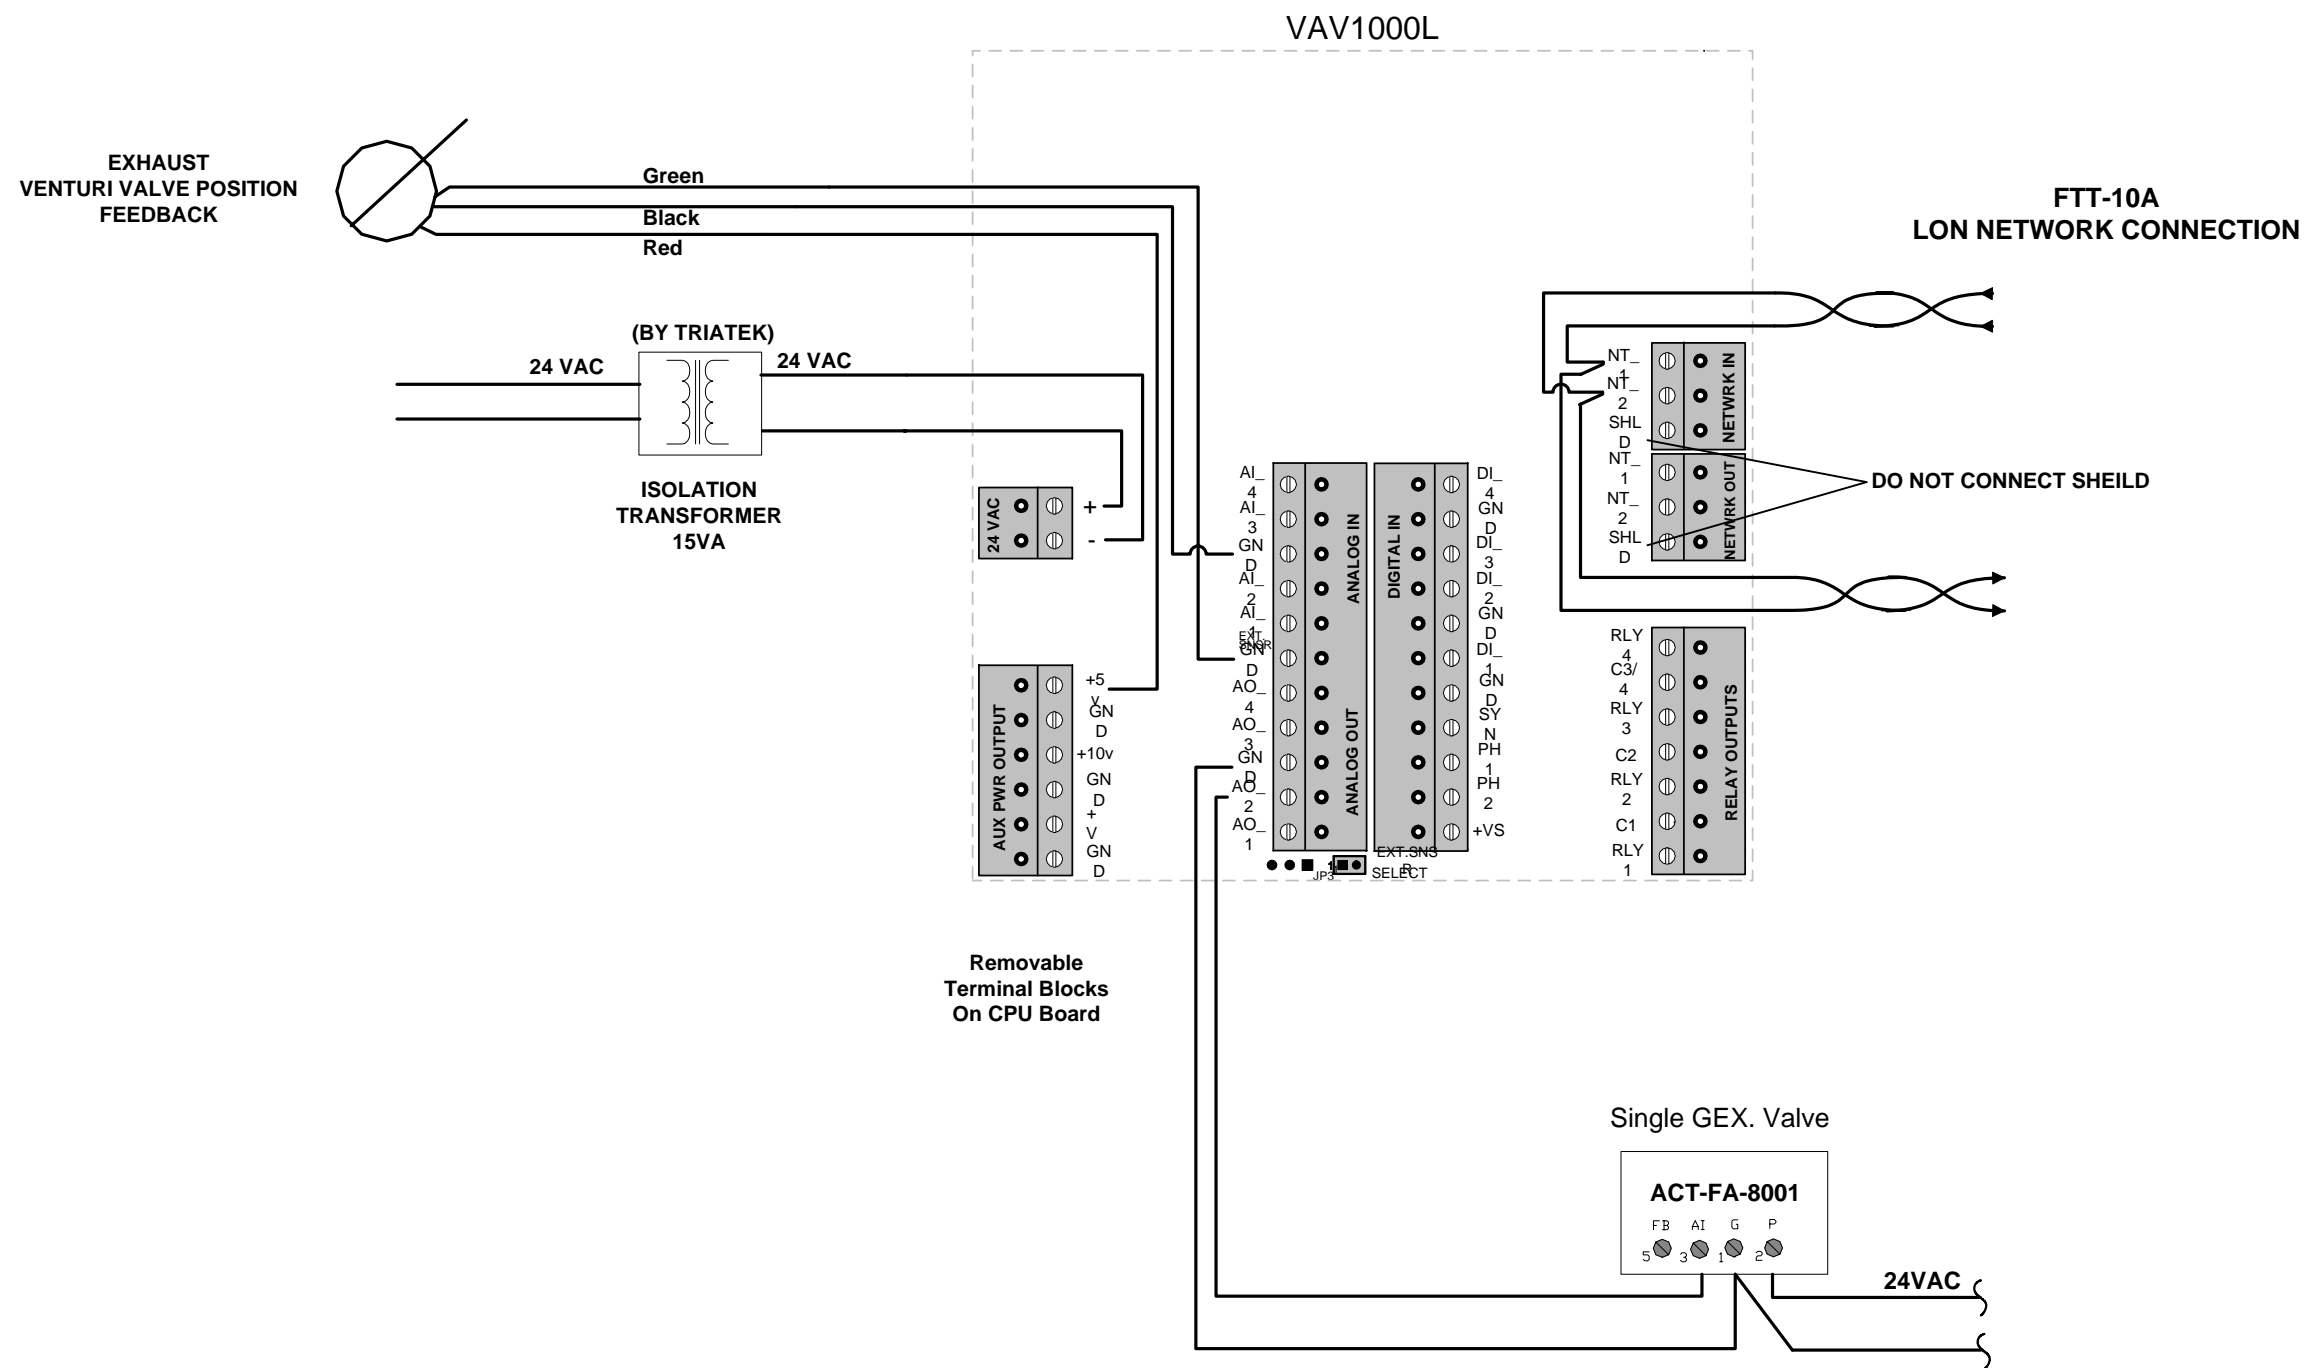 VAV1000L
EXHAUST
VENTURI VALVE POSITION
FEEDBACK
Green
Black
Red
FTT-10A
LON NETWORK CONNECTION
(BY TRIATEK)
24 VAC
24 VAC
ISOLATION
TRANSFORMER
15VA
24 VAC
+
-
AUX PWR OUTPUT
+5
v
GN
D
+10v
GN
D
+
V
GN
D
AI_
4
AI_
3
GN
D
AI_
2
AI_
1
EXT.
SNSR
GN
D
AO_
4
AO_
3
GN
D
AO_
2
AO_
1
ANALOG IN
ANALOG OUT
DIGITAL IN
DI_
4
GN
D
DI_
3
DI_
2
GN
D
DI_
1
GN
D
SY
N
PH
1
PH
2
+VS
JP3
1
EXT.SNS
R
SELECT
NT_
1
NT_
2
SHL
D
NETWRK IN
NT_
1
NT_
2
SHL
D
NETWRK OUT
DO NOT CONNECT SHEILD
RLY
4
C3/
4
RLY
3
C2
RLY
2
C1
RLY
1
RELAY OUTPUTS
Removable
Terminal Blocks
On CPU Board
Single GEX. Valve
ACT-FA-8001
FB AI G P
5 3 1 2
24VAC